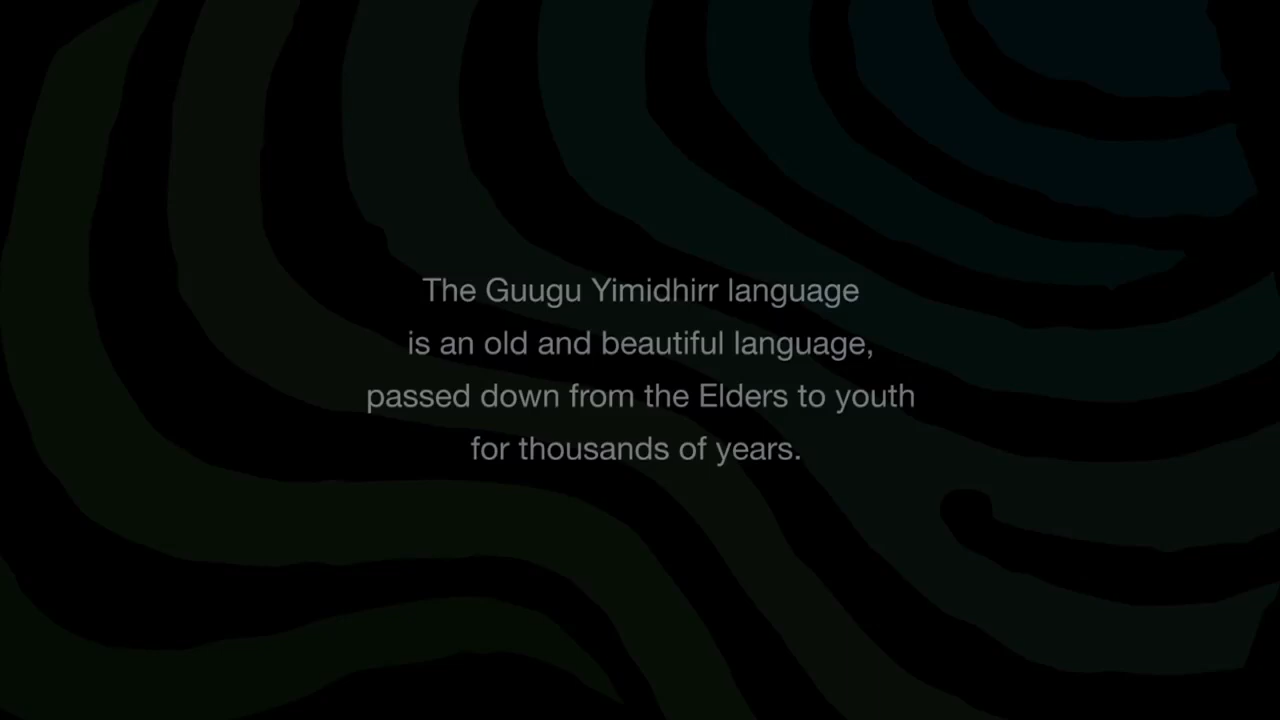 The Guugu Yimidhirr language
is an old and beautiful language,
passed down from the Elders to youth
for thousands of years.